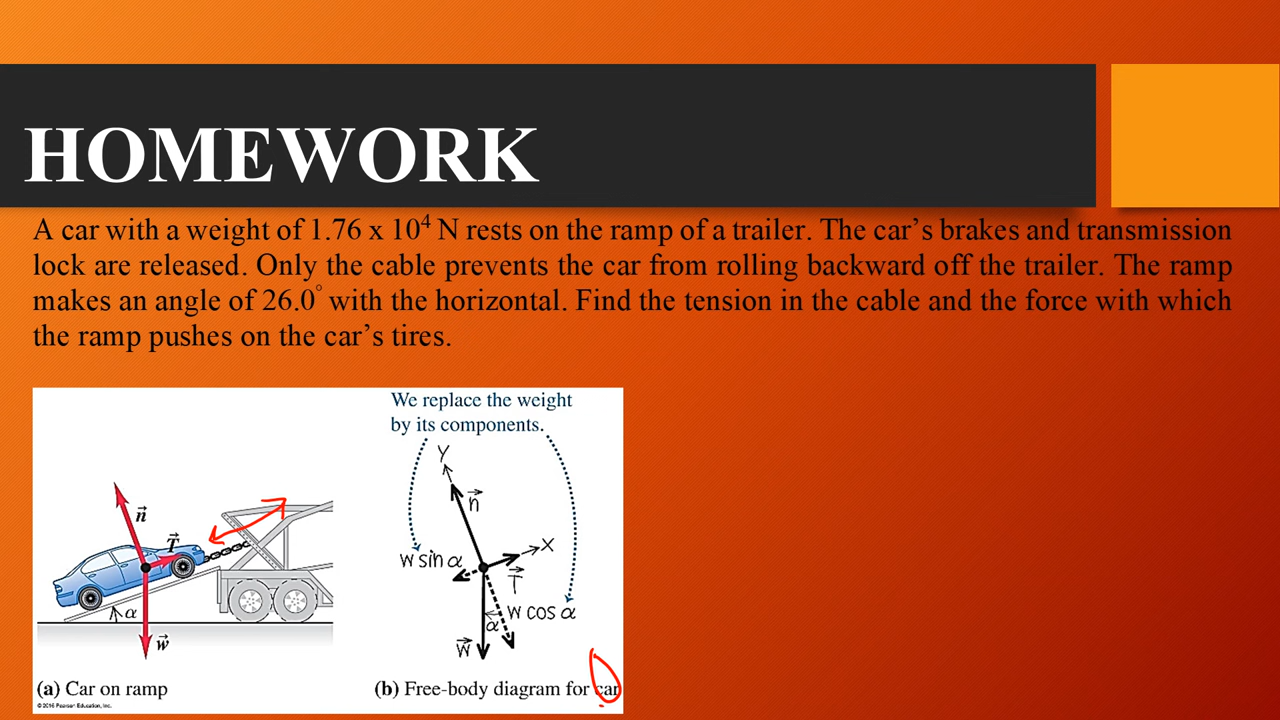 HOMEWORK
A car with a weight of 1.76 x 10⁴ N rests on the ramp of a trailer. The car’s brakes and transmission
lock are released. Only the cable prevents the car from rolling backward off the trailer. The ramp
makes an angle of 26.0° with the horizontal. Find the tension in the cable and the force with which
the ramp pushes on the car’s tires.
We replace the weight
by its components.
n⃗
T⃗
α
w⃗
(a) Car on ramp
© 2016 Pearson Education, Inc.
Y
n⃗
X
w sin α
T⃗
w cos α
α
w⃗
(b) Free-body diagram for car